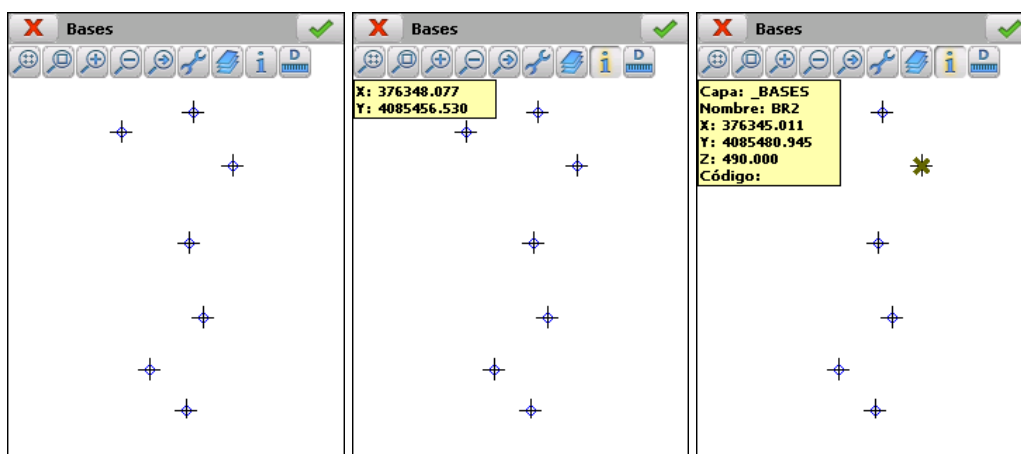 Bases
D
Bases
D
X: 376348.077
Y: 4085456.530
Bases
D
Capa: _BASES
Nombre: BR2
X: 376345.011
Y: 4085480.945
Z: 490.000
Código: